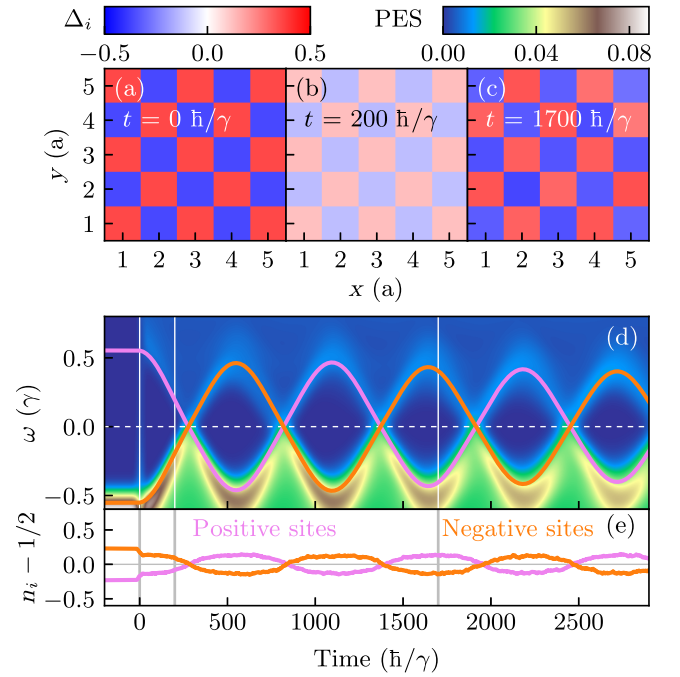 Δᵢ PES
−0.5 0.0 0.5 0.00 0.04 0.08
5 (a) (b) (c)
4 t = 0 ħ/γ t = 200 ħ/γ t = 1700 ħ/γ
y (a)
3
2
1
1 2 3 4 5 1 2 3 4 5 1 2 3 4 5
x (a)
(d)
0.5
ω (γ)
0.0
−0.5
0.5 Positive sites Negative sites (e)
nᵢ − 1/2
0.0
−0.5
0 500 1000 1500 2000 2500
Time (ħ/γ)